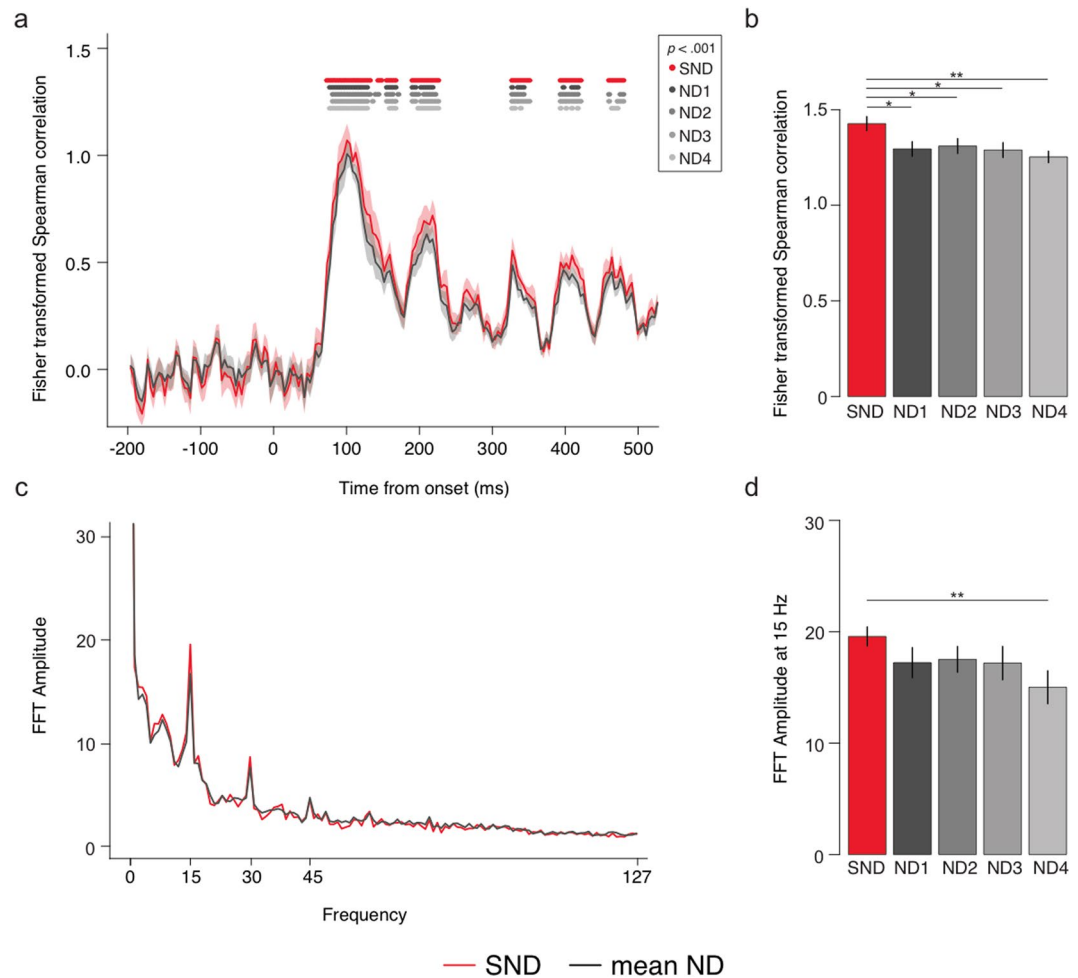 a
Fisher transformed Spearman correlation
1.5
1.0
0.5
0.0
-200 -100 0 100 200 300 400 500
Time from onset (ms)
p < .001
SND
ND1
ND2
ND3
ND4
b
Fisher transformed Spearman correlation
**
*
*
*
1.5
1.0
0.5
0
SND ND1 ND2 ND3 ND4
c
FFT Amplitude
30
20
10
0
0 15 30 45 127
Frequency
d
FFT Amplitude at 15 Hz
30
20
10
0
**
SND ND1 ND2 ND3 ND4
SND mean ND